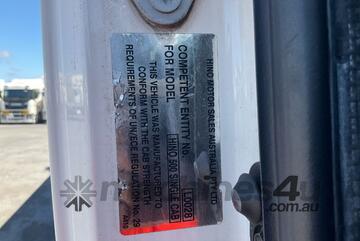 HINO MOTOR SALES AUSTRALIA PTY LTD
COMPETENT ENTITY No. LD0281
FOR MODEL HINO 500 SINGLE CAB
THIS VEHICLE WAS MANUFACTURED TO
CONFORM WITH THE CAB STRENGTH
REQUIREMENTS OF UN/ECE REGULATION No. 29
machines4u
.com.au